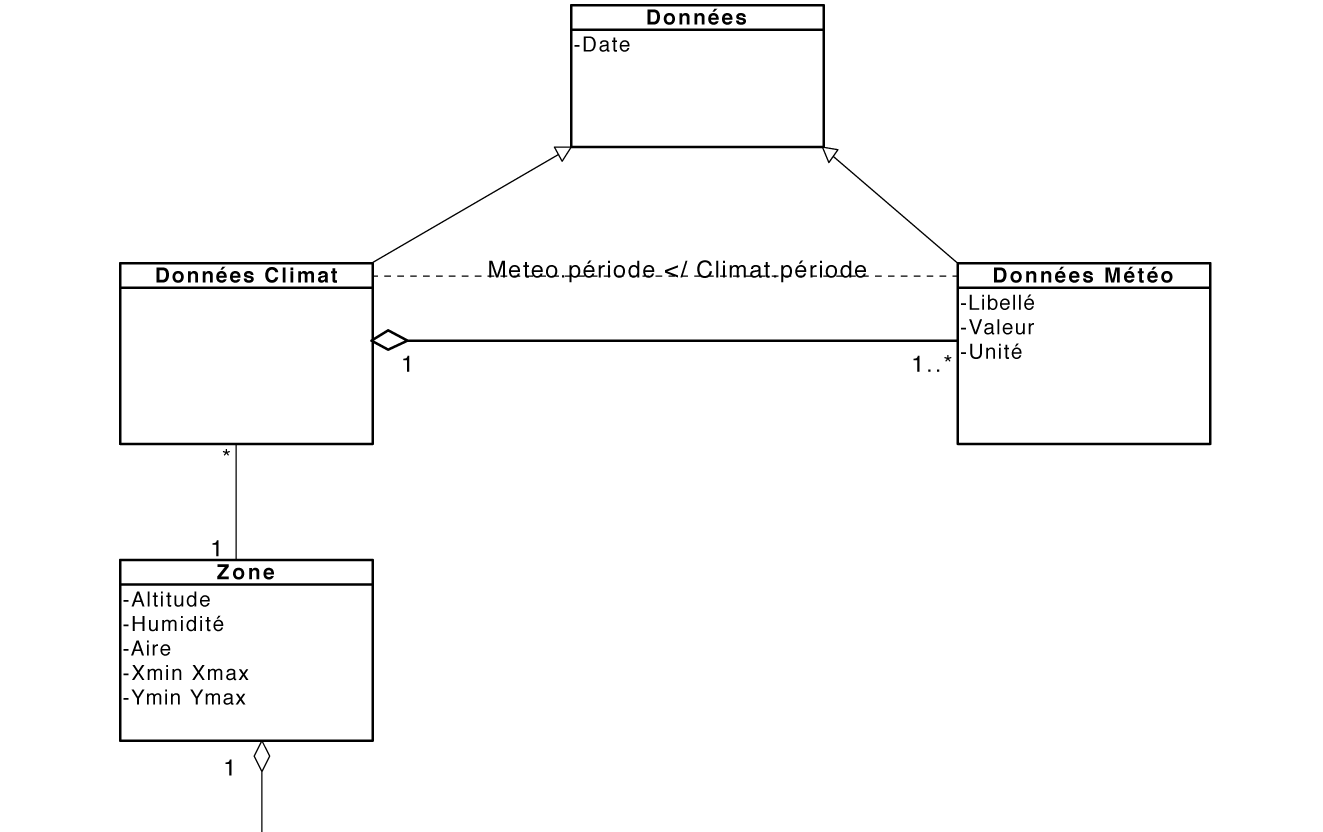 Données
-Date
Données Climat
Meteo.période </ Climat.période
Données Météo
-Libellé
-Valeur
-Unité
1
1..*
*
1
Zone
-Altitude
-Humidité
-Aire
-Xmin Xmax
-Ymin Ymax
1